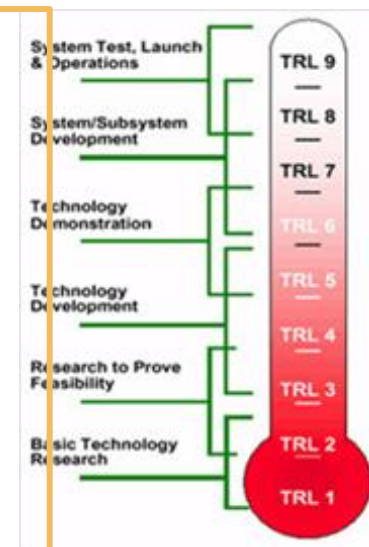 System Test, Launch
& Operations
System/Subsystem
Development
Technology
Demonstration
Technology
Development
Research to Prove
Feasibility
Basic Technology
Research
TRL 9
TRL 8
TRL 7
TRL 6
TRL 5
TRL 4
TRL 3
TRL 2
TRL 1